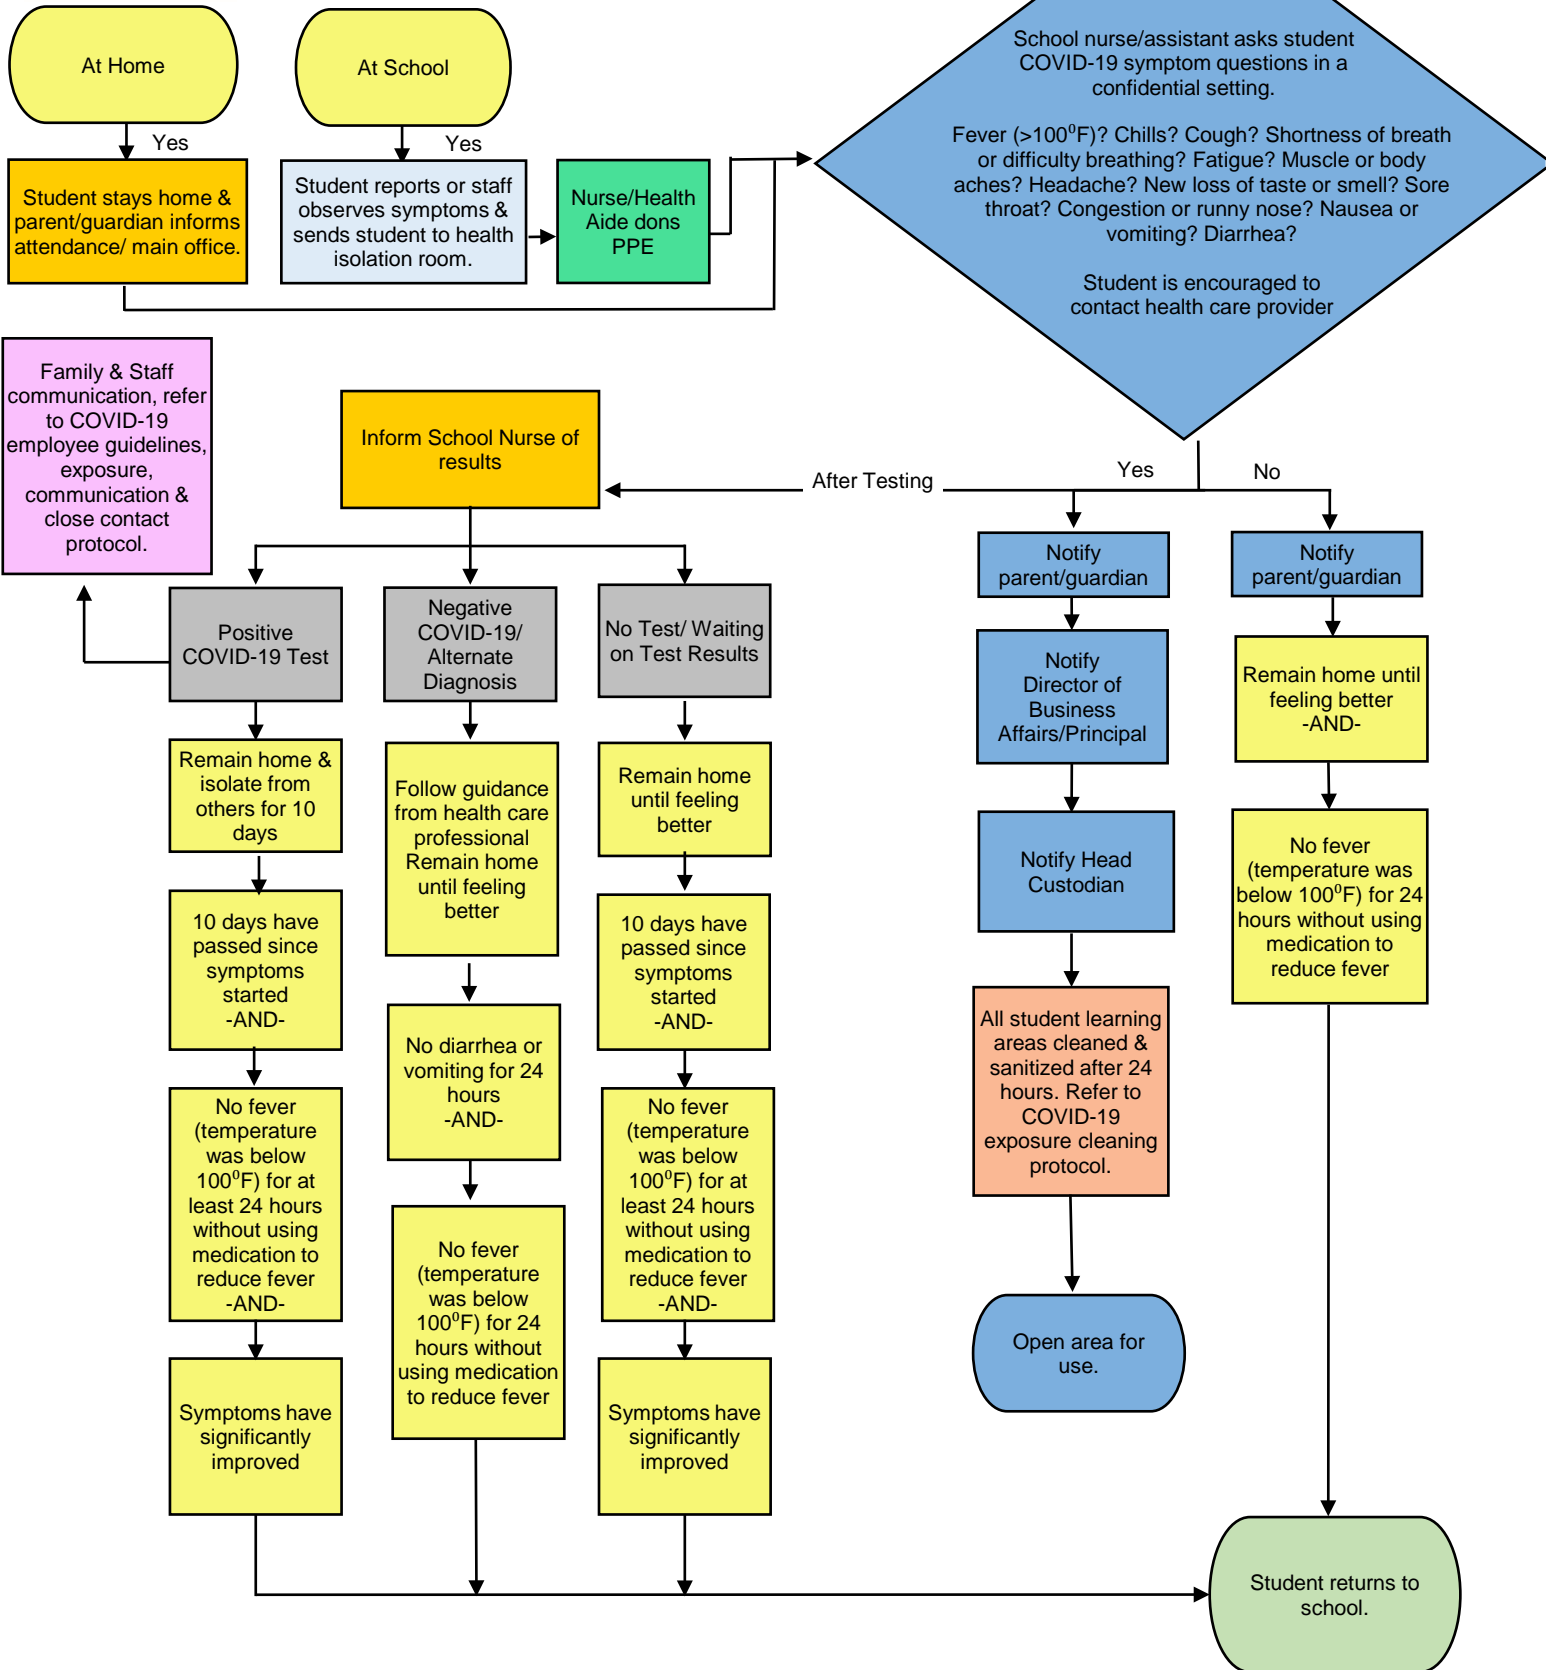 At Home
At School
Yes
Yes
Student stays home &
parent/guardian informs
attendance/ main office.
Student reports or staff
observes symptoms &
sends student to health
isolation room.
Nurse/Health
Aide dons
PPE
School nurse/assistant asks student
COVID-19 symptom questions in a
confidential setting.
Fever (>100⁰F)? Chills? Cough? Shortness of breath
or difficulty breathing? Fatigue? Muscle or body
aches? Headache? New loss of taste or smell? Sore
throat? Congestion or runny nose? Nausea or
vomiting? Diarrhea?
Student is encouraged to
contact health care provider
Family & Staff
communication, refer
to COVID-19
employee guidelines,
exposure,
communication &
close contact
protocol.
Inform School Nurse of
results
After Testing
Yes
No
Positive
COVID-19 Test
Negative
COVID-19/
Alternate
Diagnosis
No Test/ Waiting
on Test Results
Notify
parent/guardian
Notify
parent/guardian
Remain home &
isolate from
others for 10
days
Follow guidance
from health care
professional
Remain home
until feeling
better
Remain home
until feeling
better
Notify
Director of
Business
Affairs/Principal
Remain home until
feeling better
-AND-
10 days have
passed since
symptoms
started
-AND-
No diarrhea or
vomiting for 24
hours
-AND-
10 days have
passed since
symptoms
started
-AND-
Notify Head
Custodian
No fever
(temperature was
below 100⁰F) for 24
hours without using
medication to
reduce fever
No fever
(temperature
was below
100⁰F) for at
least 24 hours
without using
medication to
reduce fever
-AND-
No fever
(temperature
was below
100⁰F) for 24
hours without
using medication
to reduce fever
No fever
(temperature
was below
100⁰F) for at
least 24 hours
without using
medication to
reduce fever
-AND-
All student learning
areas cleaned &
sanitized after 24
hours. Refer to
COVID-19
exposure cleaning
protocol.
Symptoms have
significantly
improved
Symptoms have
significantly
improved
Open area for
use.
Student returns to
school.